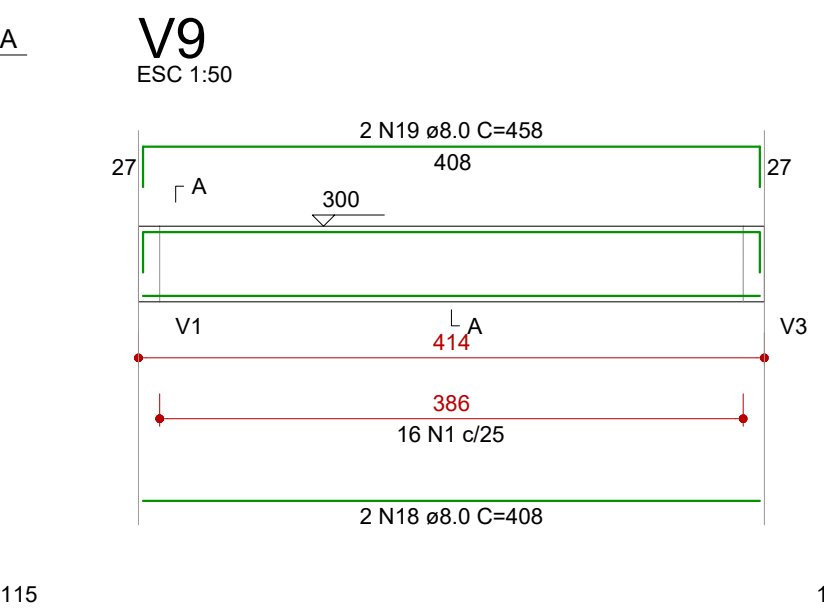 A
V9
ESC 1:50
2 N19 ø8.0 C=458
27
408
27
A
300
V1
A
V3
414
386
16 N1 c/25
2 N18 ø8.0 C=408
115
1